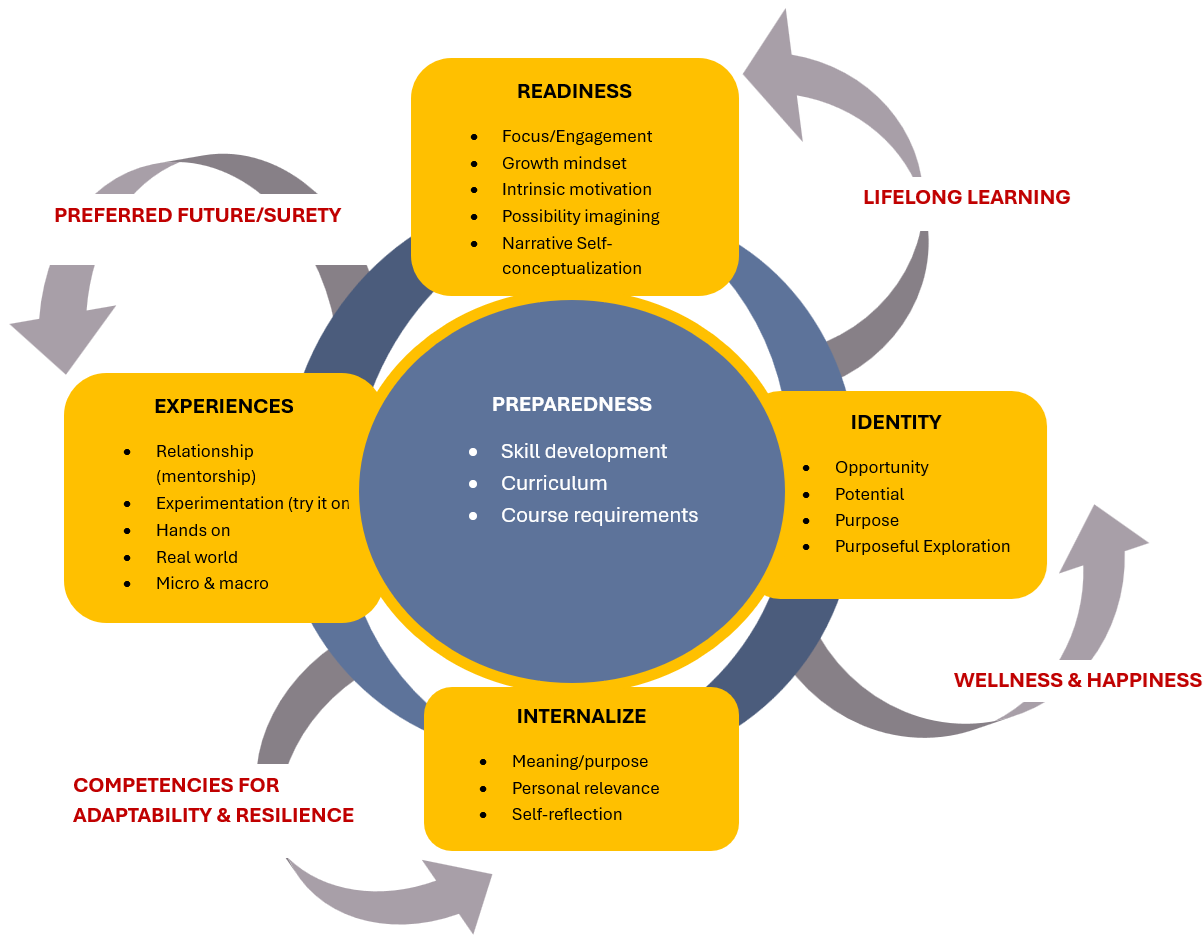 READINESS
• Focus/Engagement
• Growth mindset
• Intrinsic motivation
• Possibility imagining
• Narrative Self-
conceptualization
LIFELONG LEARNING
PREFERRED FUTURE/SURETY
EXPERIENCES
• Relationship
(mentorship)
• Experimentation (try it on
• Hands on
• Real world
• Micro & macro
PREPAREDNESS
• Skill development
• Curriculum
• Course requirements
IDENTITY
• Opportunity
• Potential
• Purpose
• Purposeful Exploration
WELLNESS & HAPPINESS
INTERNALIZE
• Meaning/purpose
• Personal relevance
• Self-reflection
COMPETENCIES FOR
ADAPTABILITY & RESILIENCE